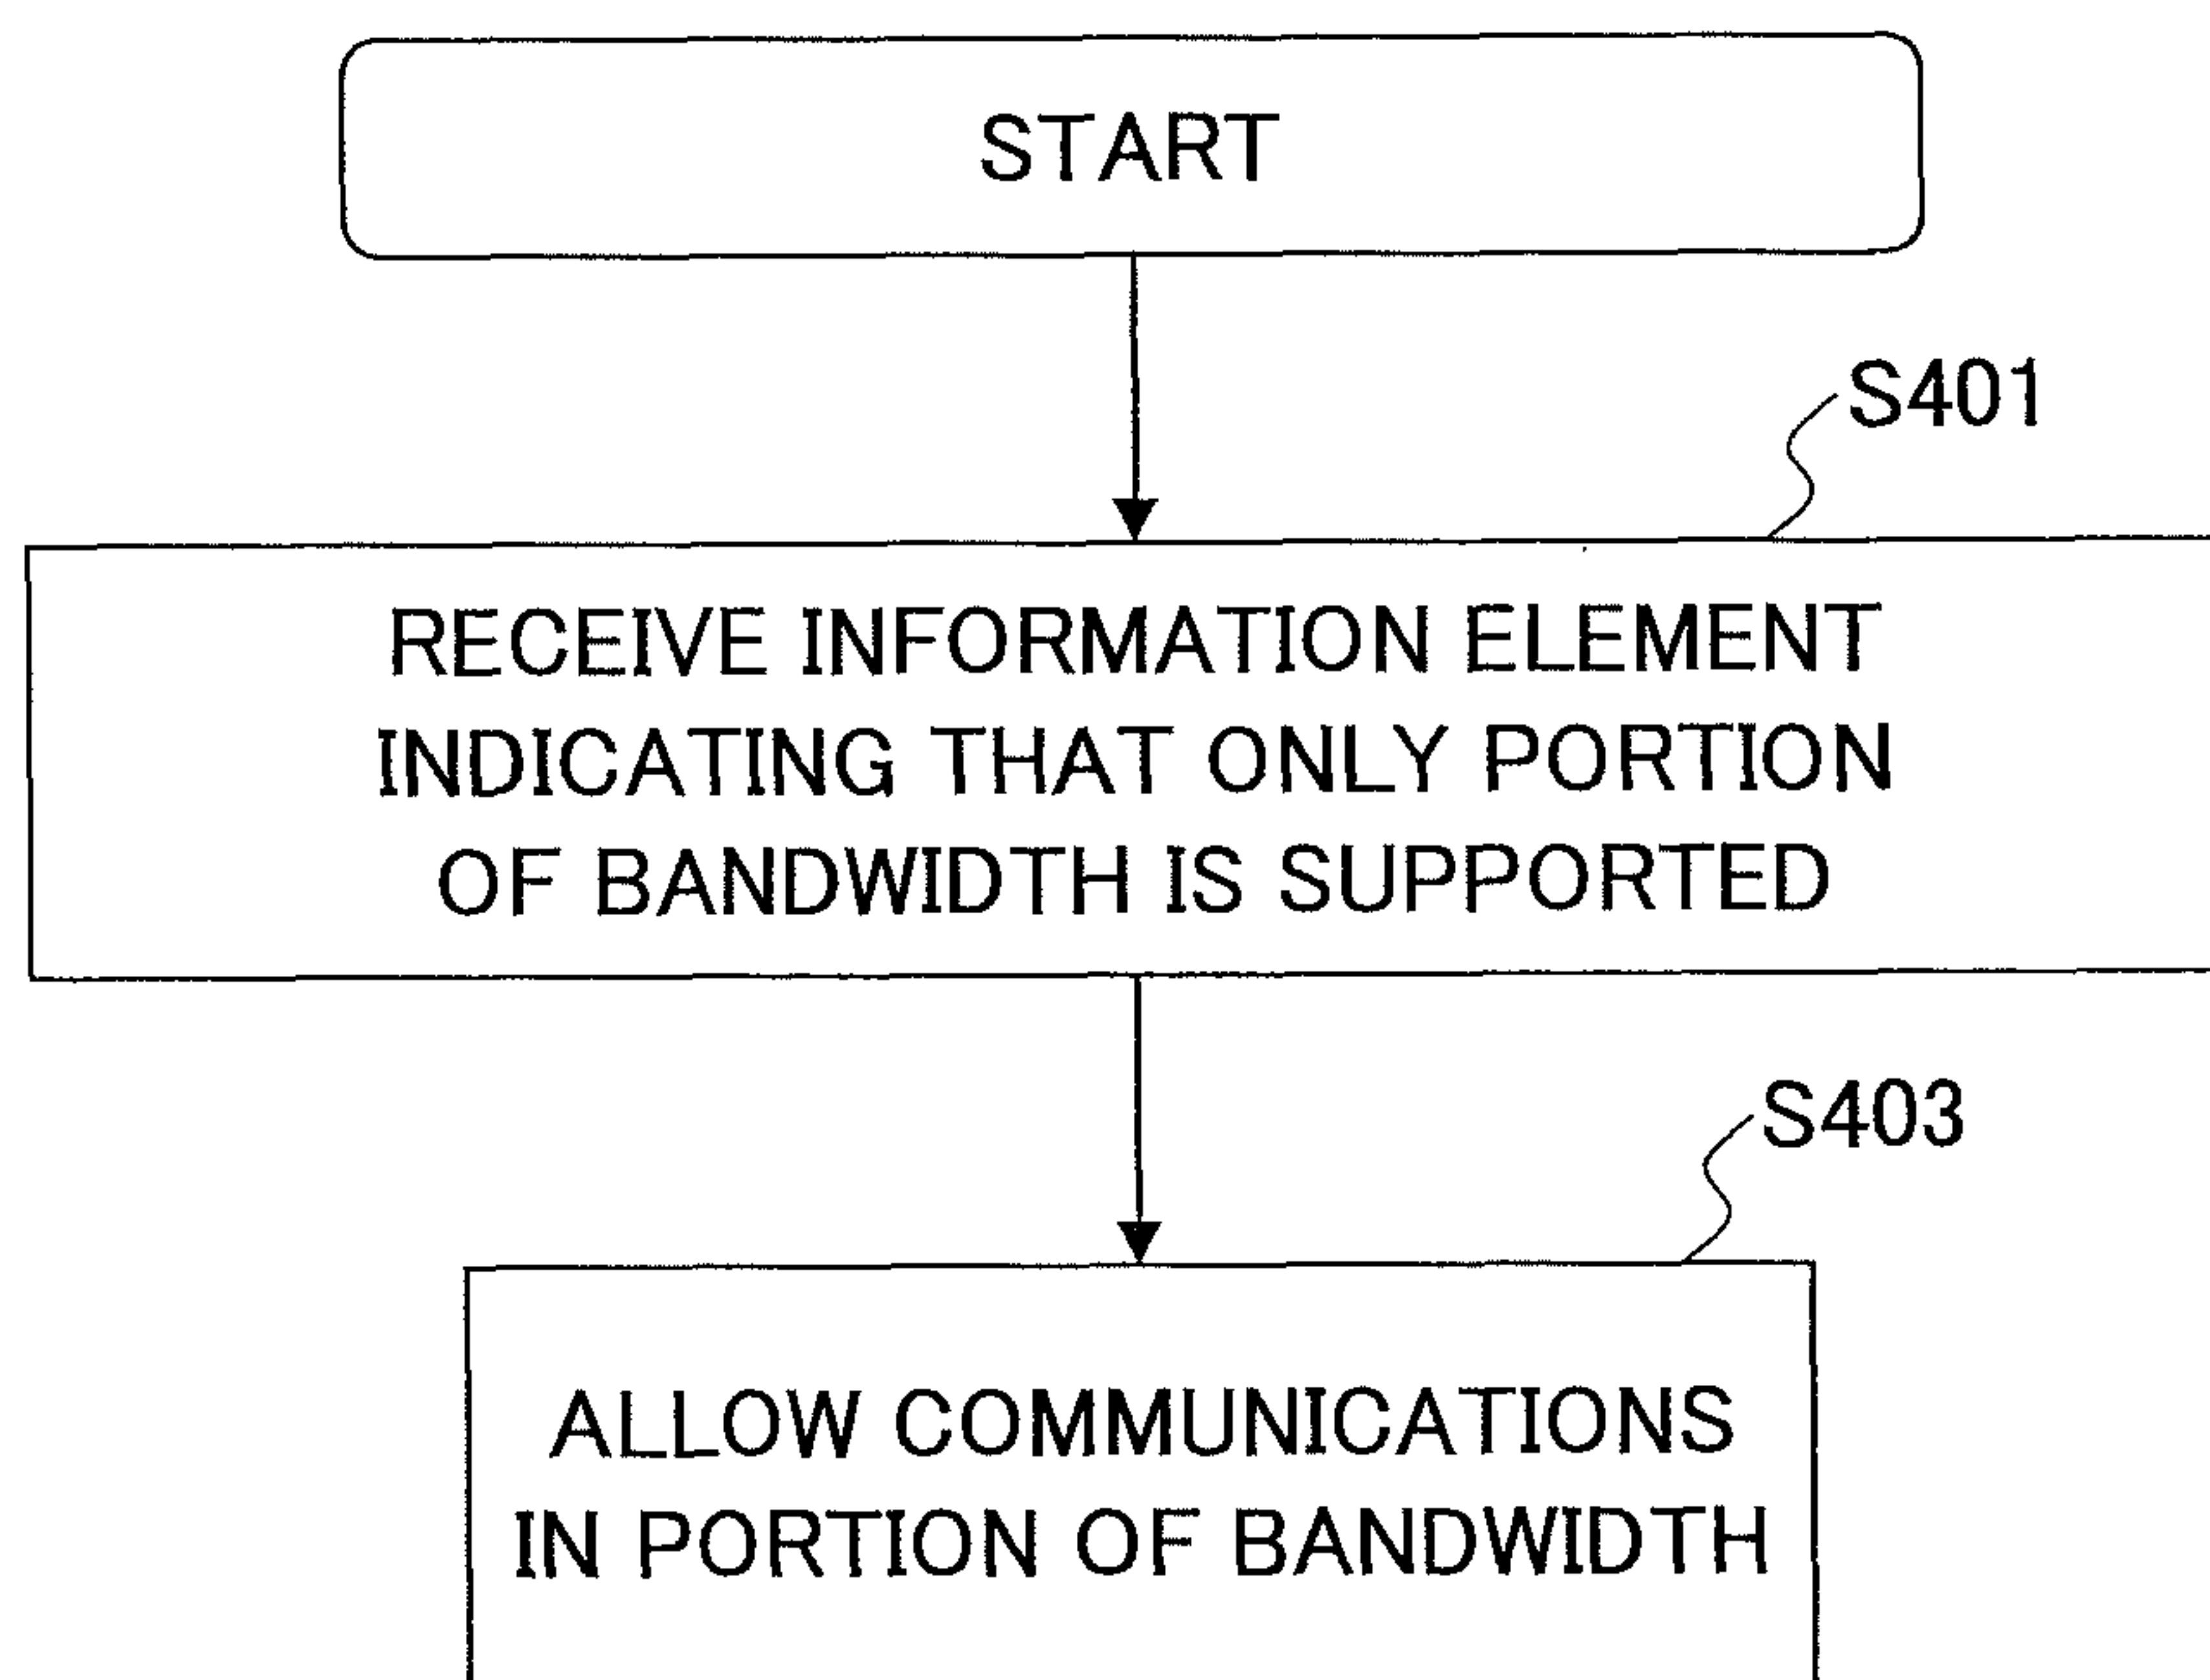 START
S401
RECEIVE INFORMATION ELEMENT
INDICATING THAT ONLY PORTION
OF BANDWIDTH IS SUPPORTED
S403
ALLOW COMMUNICATIONS
IN PORTION OF BANDWIDTH